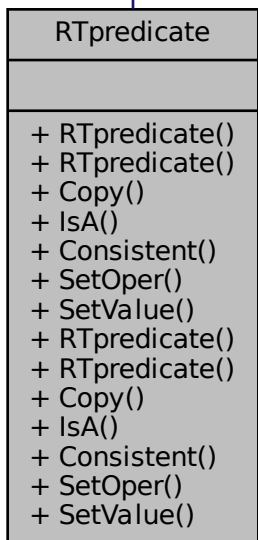 RTpredicate
+ RTpredicate()
+ RTpredicate()
+ Copy()
+ IsA()
+ Consistent()
+ SetOper()
+ SetValue()
+ RTpredicate()
+ RTpredicate()
+ Copy()
+ IsA()
+ Consistent()
+ SetOper()
+ SetValue()